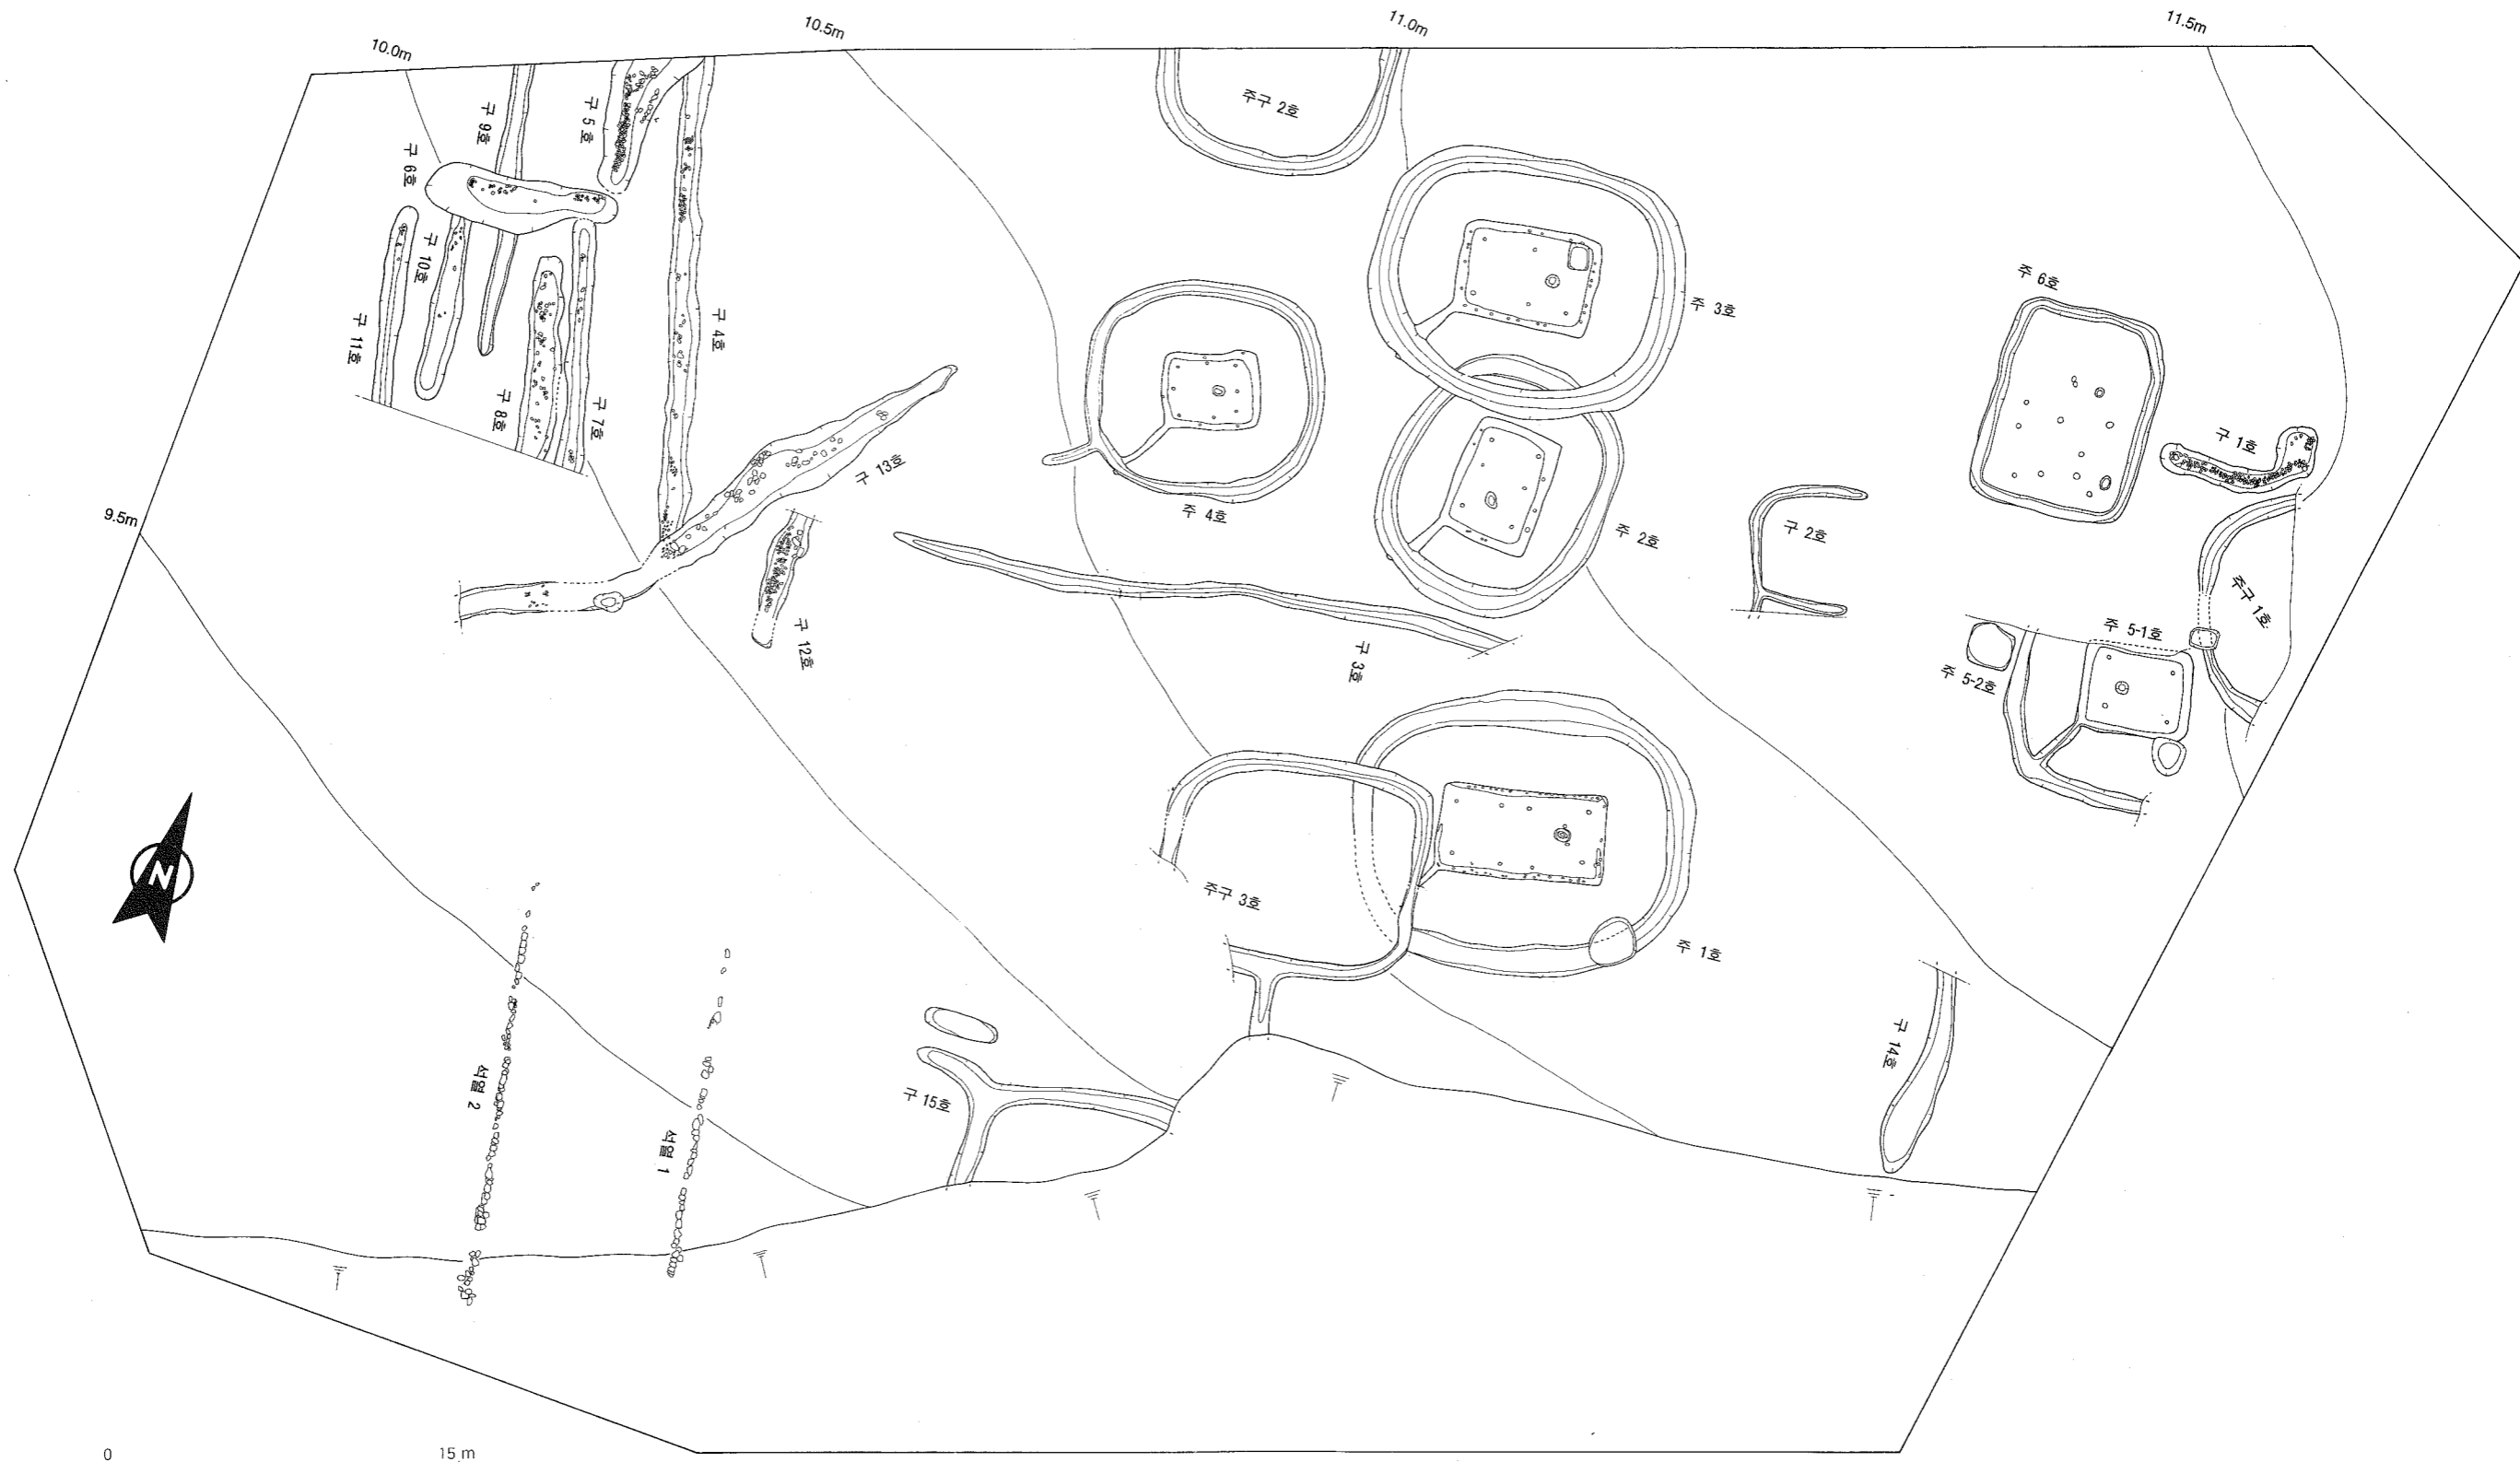 10.0m
10.5m
11.0m
11.5m
구 9호
구 5호
주구 2호
구 6호
구 10호
주 3호
주 6호
구 11호
구 4호
구 8호
구 7호
구 13호
주 4호
주 2호
구 2호
구 1호
9.5m
주구 1호
구 12호
구 3호
주 5-1호
주 5-2호
N
주구 3호
주 1호
구 14호
석열 2
구 15호
석열 1
0
15 m